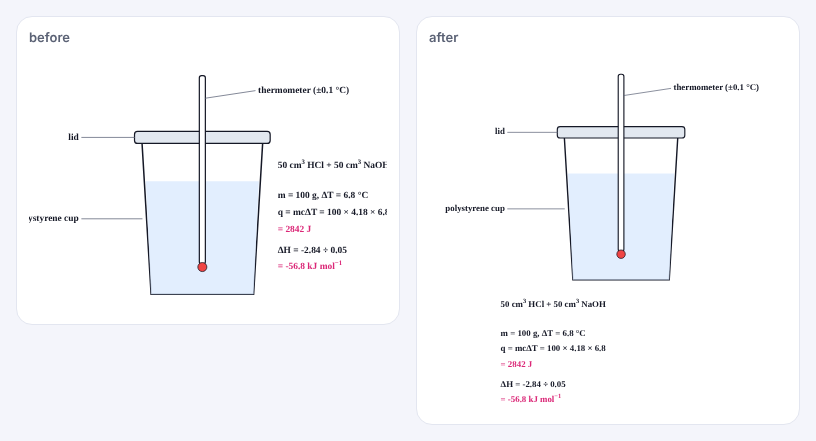 before
thermometer (±0.1 °C)
lid
50 cm³ HCl + 50 cm³ NaOH
ystyrene cup
m = 100 g, ΔT = 6.8 °C
q = mcΔT = 100 × 4.18 × 6.8
= 2842 J
ΔH = -2.84 ÷ 0.05
= -56.8 kJ mol⁻¹
after
thermometer (±0.1 °C)
lid
polystyrene cup
50 cm³ HCl + 50 cm³ NaOH
m = 100 g, ΔT = 6.8 °C
q = mcΔT = 100 × 4.18 × 6.8
= 2842 J
ΔH = -2.84 ÷ 0.05
= -56.8 kJ mol⁻¹